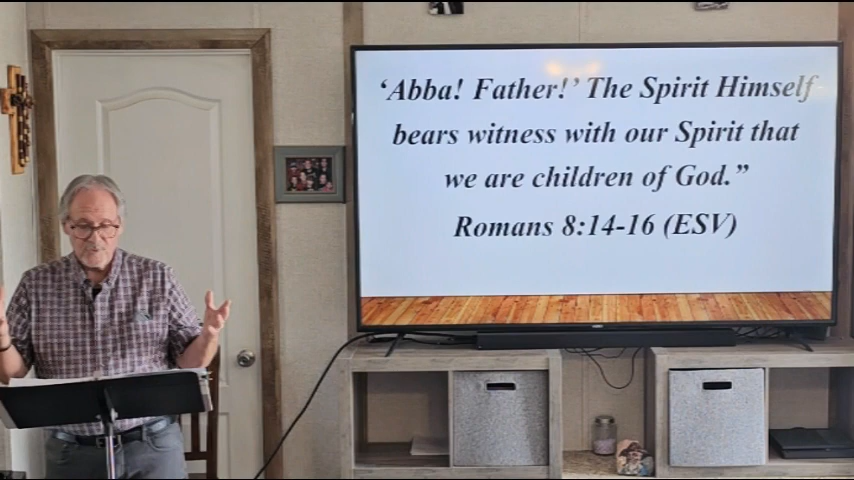 ‘Abba! Father!’ The Spirit Himself
bears witness with our Spirit that
we are children of God.”
Romans 8:14-16 (ESV)